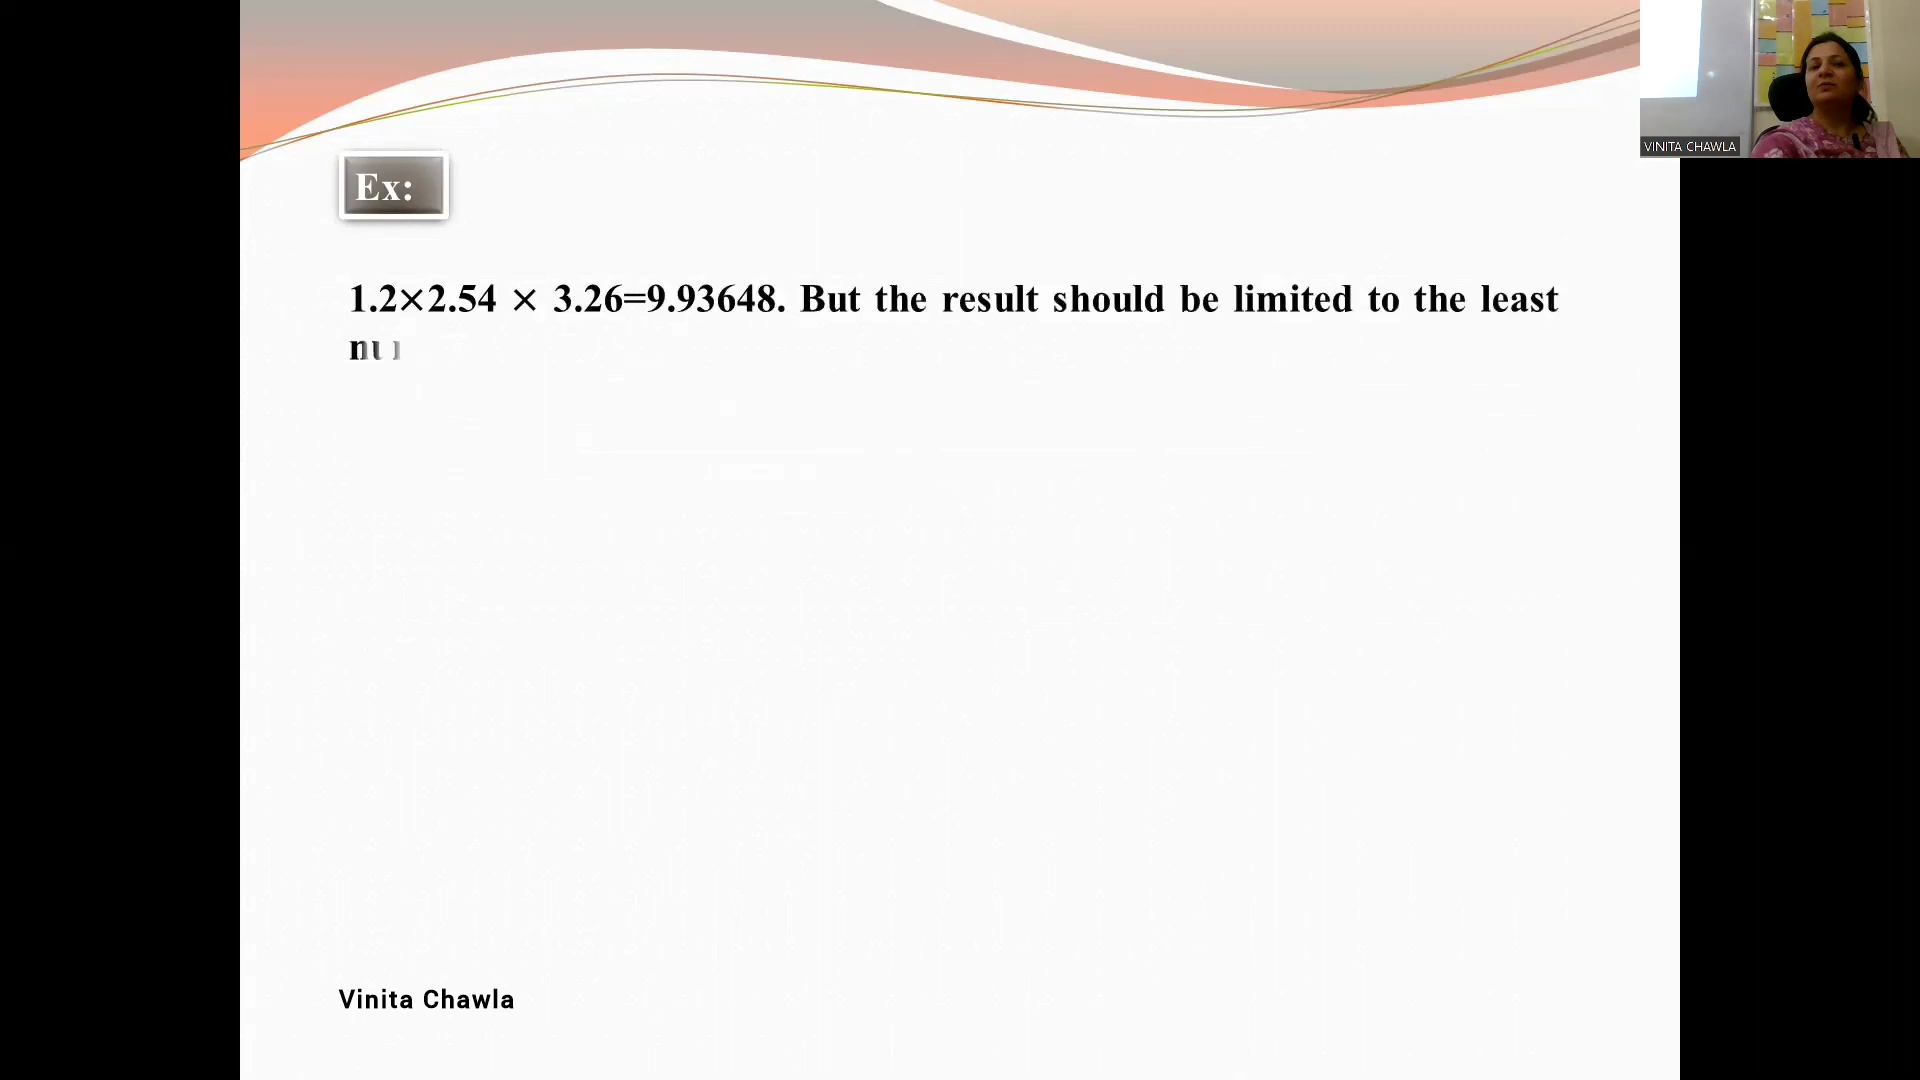 VINITA CHAWLA
Ex:
1.2×2.54 × 3.26=9.93648. But the result should be limited to the least
Vinita Chawla